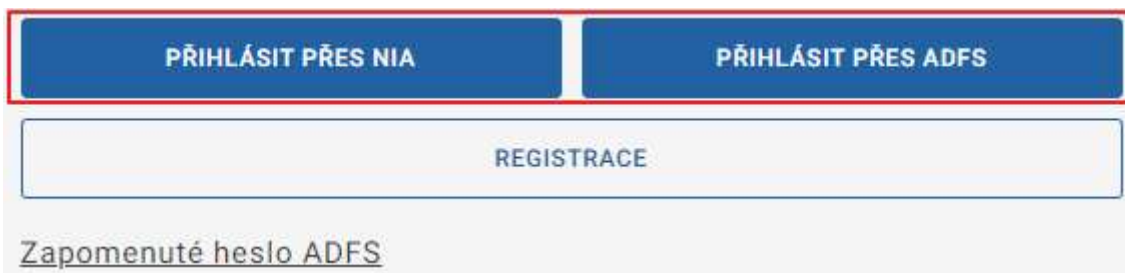 PŘIHLÁSIT PŘES NIA
PŘIHLÁSIT PŘES ADFS
REGISTRACE
Zapomenuté heslo ADFS